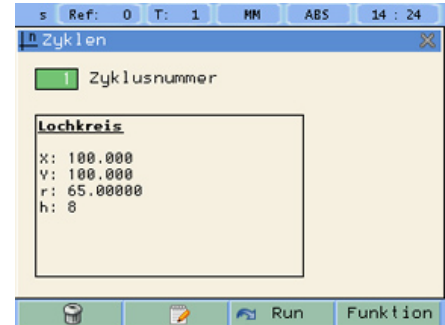 s Ref: 0 T: 1 MM ABS 14 : 24
n Zyklen
1 Zyklusnummer
Lochkreis
X: 100.000
Y: 100.000
r: 65.00000
h: 8
Run Funktion